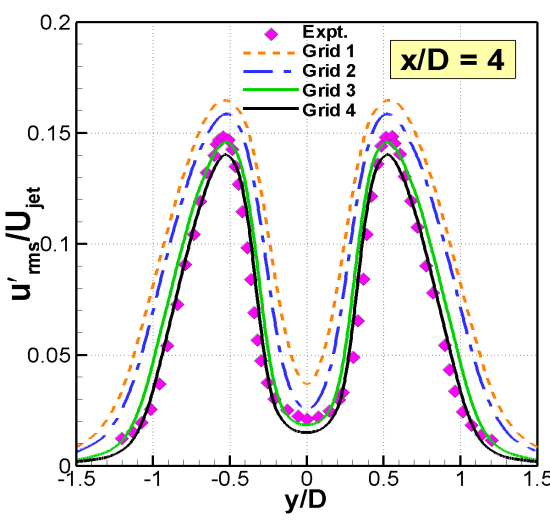 0.2
Expt.
Grid 1
Grid 2
Grid 3
Grid 4
x/D = 4
0.15
0.1
0.05
0
u′rms/Ujet
-1.5
-1
-0.5
0
0.5
1
1.5
y/D